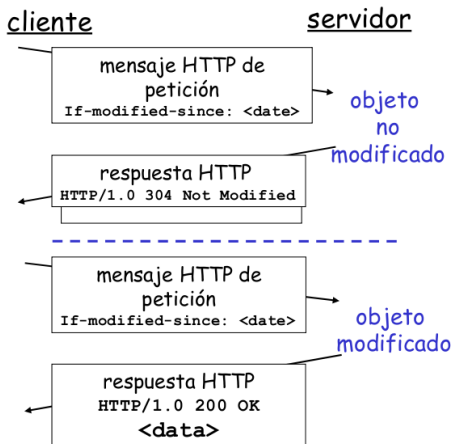 cliente
servidor
mensaje HTTP de
petición
If-modified-since: <date>
objeto
no
modificado
respuesta HTTP
HTTP/1.0 304 Not Modified
mensaje HTTP de
petición
If-modified-since: <date>
objeto
modificado
respuesta HTTP
HTTP/1.0 200 OK
<data>